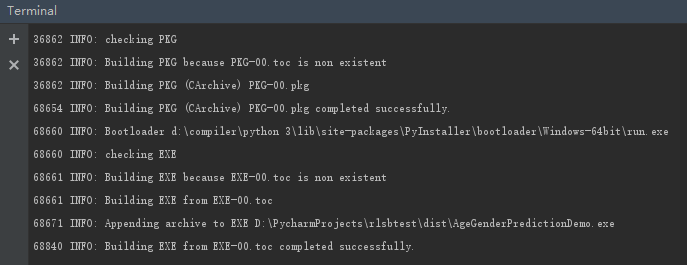 Terminal
36862 INFO: checking PKG
36862 INFO: Building PKG because PKG-00.toc is non existent
36862 INFO: Building PKG (CArchive) PKG-00.pkg
68654 INFO: Building PKG (CArchive) PKG-00.pkg completed successfully.
68660 INFO: Bootloader d:\compiler\python 3\lib\site-packages\PyInstaller\bootloader\Windows-64bit\run.exe
68660 INFO: checking EXE
68661 INFO: Building EXE because EXE-00.toc is non existent
68661 INFO: Building EXE from EXE-00.toc
68671 INFO: Appending archive to EXE D:\PycharmProjects\rlsbtest\dist\AgeGenderPredictionDemo.exe
68840 INFO: Building EXE from EXE-00.toc completed successfully.